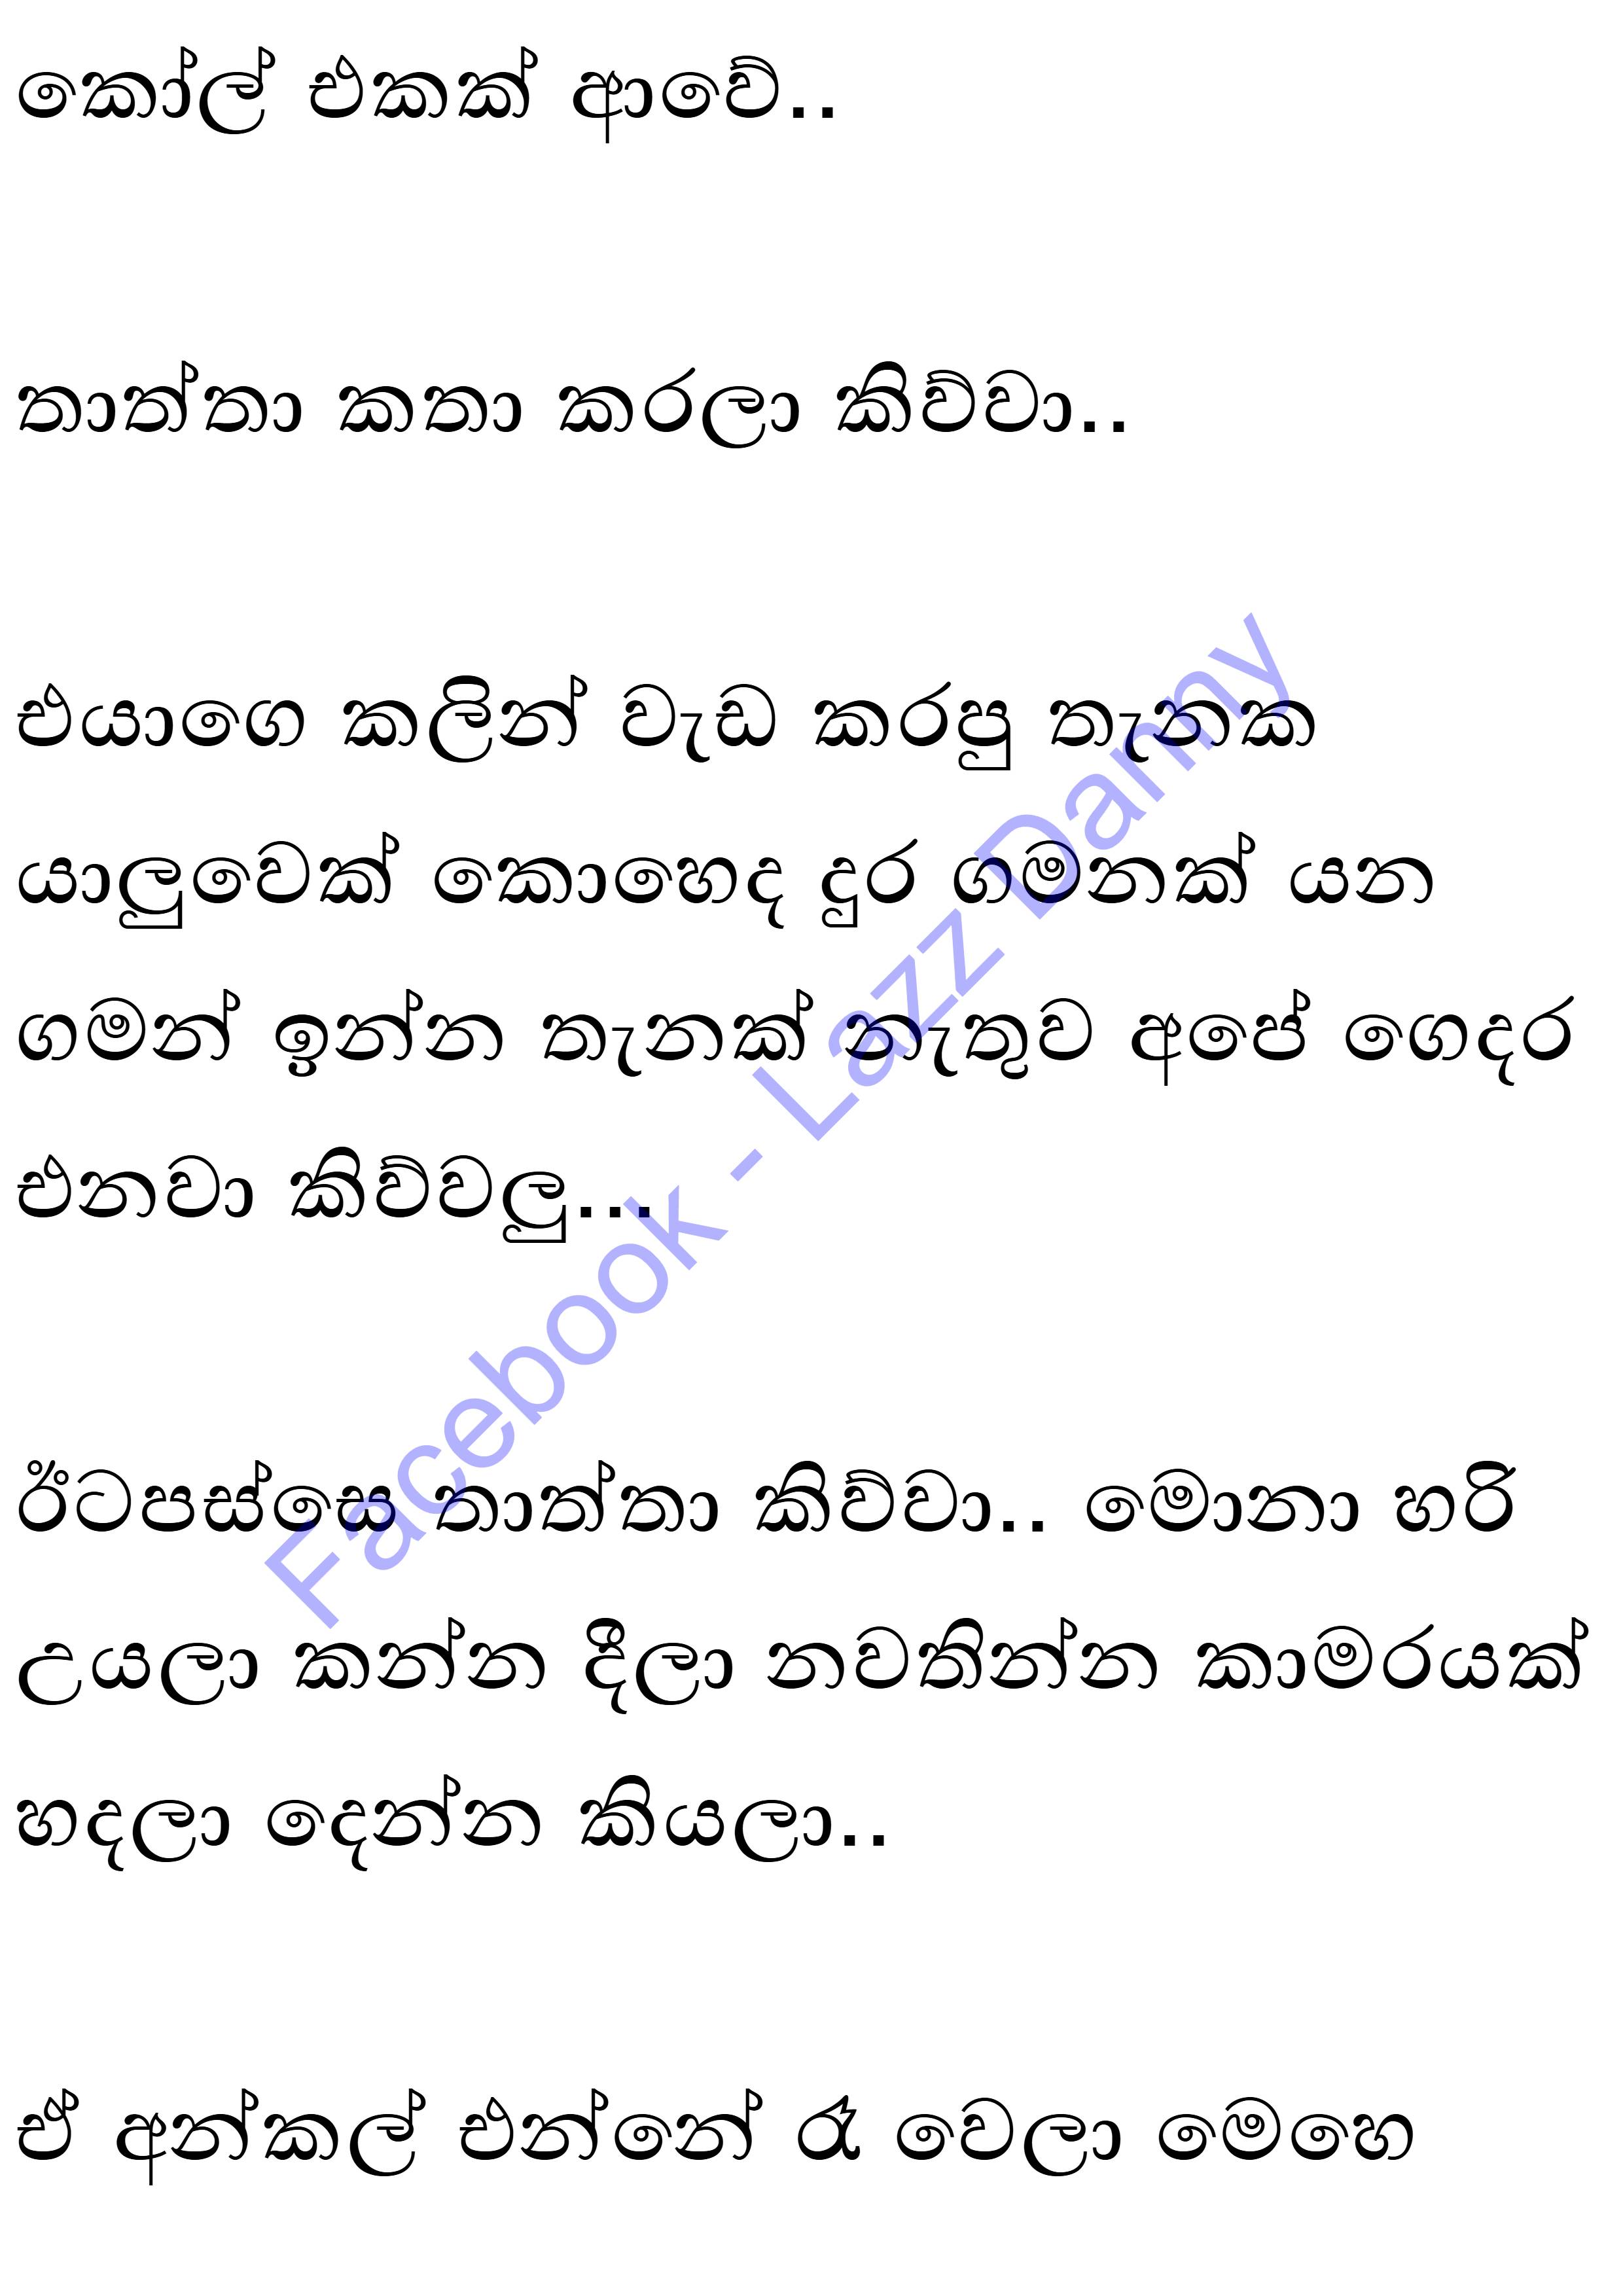 කෝල් එකක් ආවේ..
තාත්තා කතා කරලා කිව්වා..
එයාගෙ කලින් වැඩ කරපු තැනක
යාලුවෙක් කොහෙද දුර ගමනක් යන
ගමන් ඉන්න තැනක් නැතුව අපේ ගෙදර
එනවා කිව්වලු...
ඊටපස්සෙ තාත්තා කිව්වා.. මොනා හරි
උයලා කන්න දීලා නවතින්න කාමරයක්
හදලා දෙන්න කියලා..
ඒ අන්කල් එන්නේ රෑ වෙලා මෙහෙ
Facebook - Lazz Danny